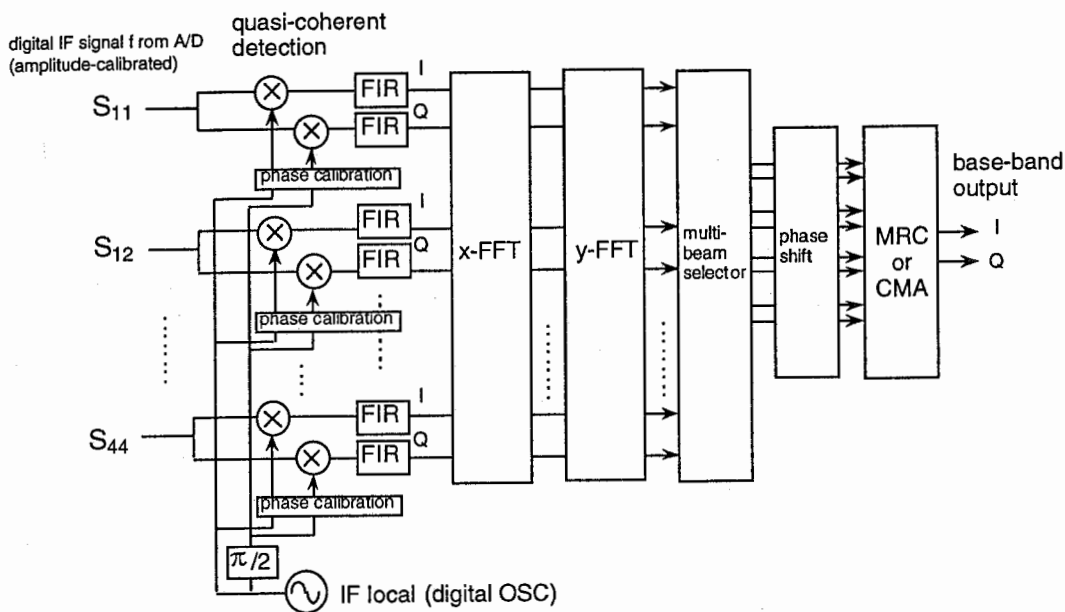 quasi-coherent
detection
digital IF signal f rom A/D
(amplitude-calibrated)
S11
FIR
I
FIR
Q
phase calibration
S12
FIR
I
FIR
Q
phase calibration
S44
FIR
I
FIR
Q
phase calibration
π/2
IF local (digital OSC)
x-FFT
y-FFT
multi-
beam
selector
phase
shift
MRC
or
CMA
base-band
output
I
Q